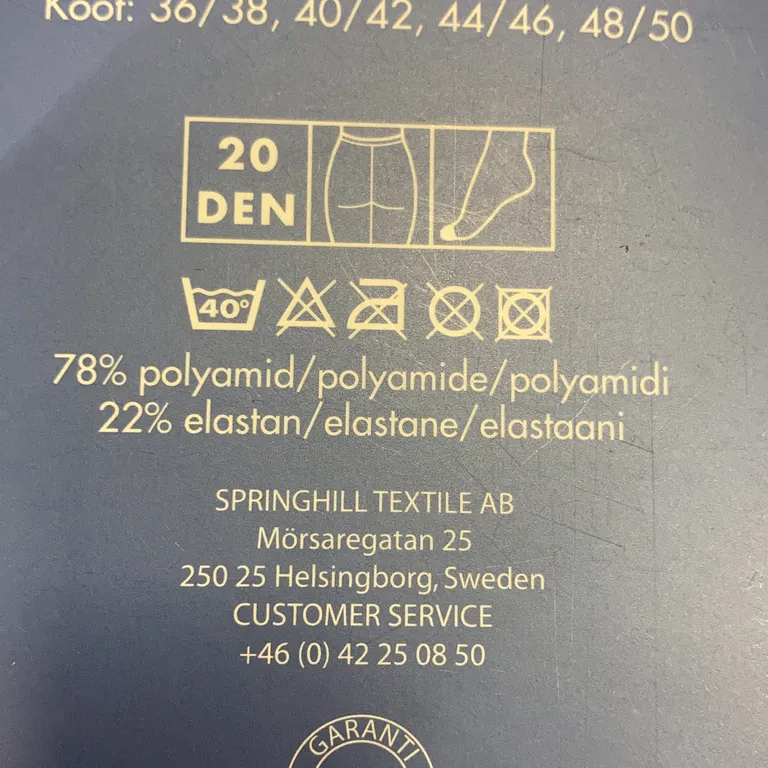 Koot: 36/38, 40/42, 44/46, 48/50
20
DEN
40°
78% polyamid/polyamide/polyamidi
22% elastan/elastane/elastaani
SPRINGHILL TEXTILE AB
Mörsaregatan 25
250 25 Helsingborg, Sweden
CUSTOMER SERVICE
+46 (0) 42 25 08 50
GARANTI